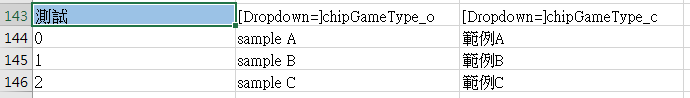 143 測試 [Dropdown=]chipGameType_o [Dropdown=]chipGameType_c
144 0 sample A 範例A
145 1 sample B 範例B
146 2 sample C 範例C